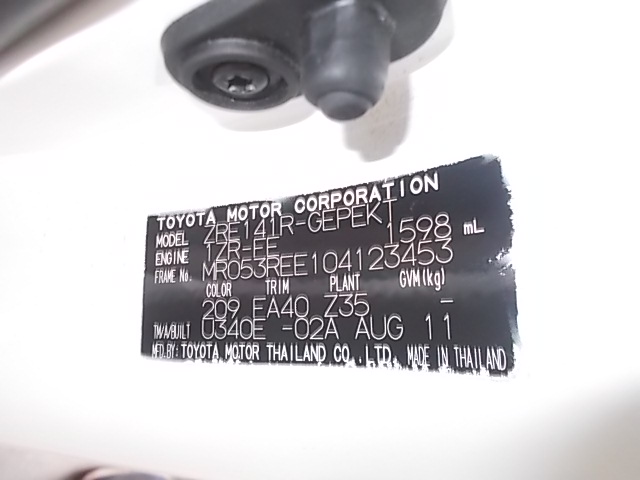 TOYOTA MOTOR CORPORATION
MODEL ZRE141R-GEPEKT
ENGINE 1ZR-FE 1598 mL
FRAME No. MR053REE104123453
COLOR TRIM PLANT GVM(kg)
209 EA40 Z35 -
TM/A/BUILT U340E -02A AUG 11
MFD.BY:TOYOTA MOTOR THAILAND CO.,LTD. MADE IN THAILAND